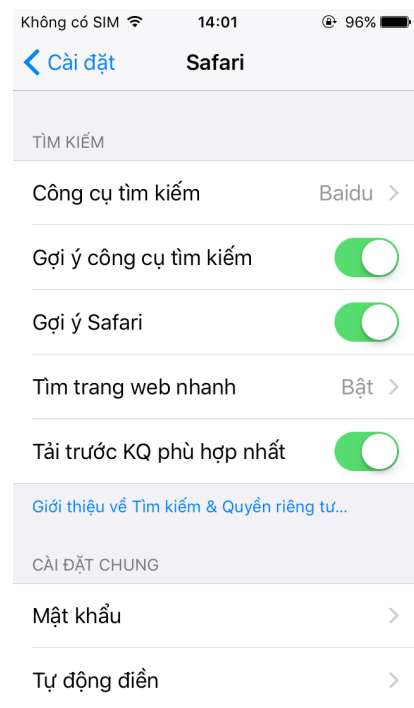 Không có SIM 14:01 96%
Cài đặt Safari
TÌM KIẾM
Công cụ tìm kiếm Baidu
Gợi ý công cụ tìm kiếm
Gợi ý Safari
Tìm trang web nhanh Bật
Tải trước KQ phù hợp nhất
Giới thiệu về Tìm kiếm & Quyền riêng tư...
CÀI ĐẶT CHUNG
Mật khẩu
Tự động điền